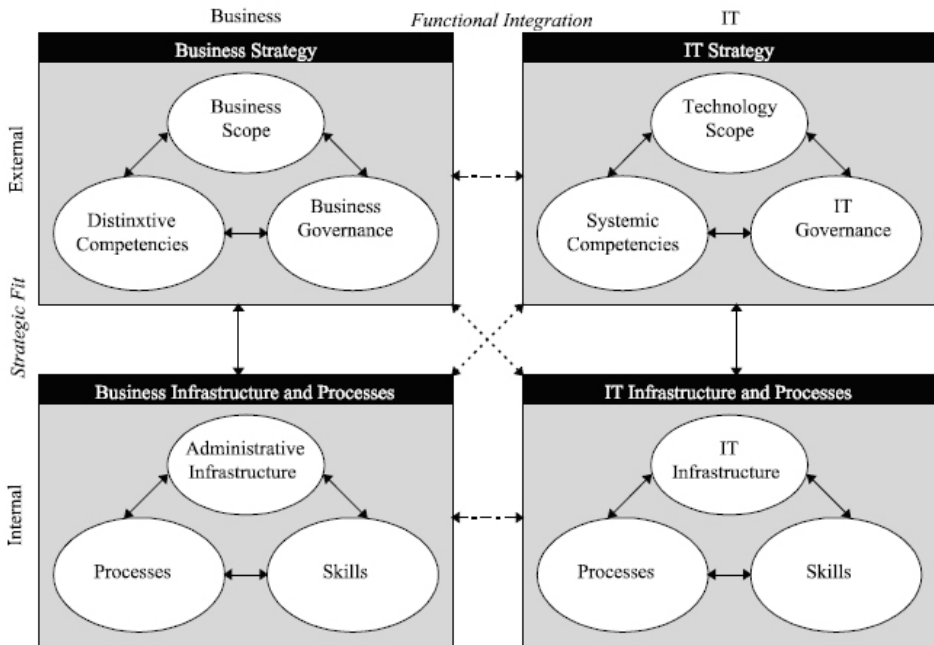 Business
Functional Integration
IT
Business Strategy
IT Strategy
External
Business
Scope
Distinxtive
Competencies
Business
Governance
Technology
Scope
Systemic
Competencies
IT
Governance
Strategic Fit
Business Infrastructure and Processes
IT Infrastructure and Processes
Internal
Administrative
Infrastructure
Processes
Skills
IT
Infrastructure
Processes
Skills